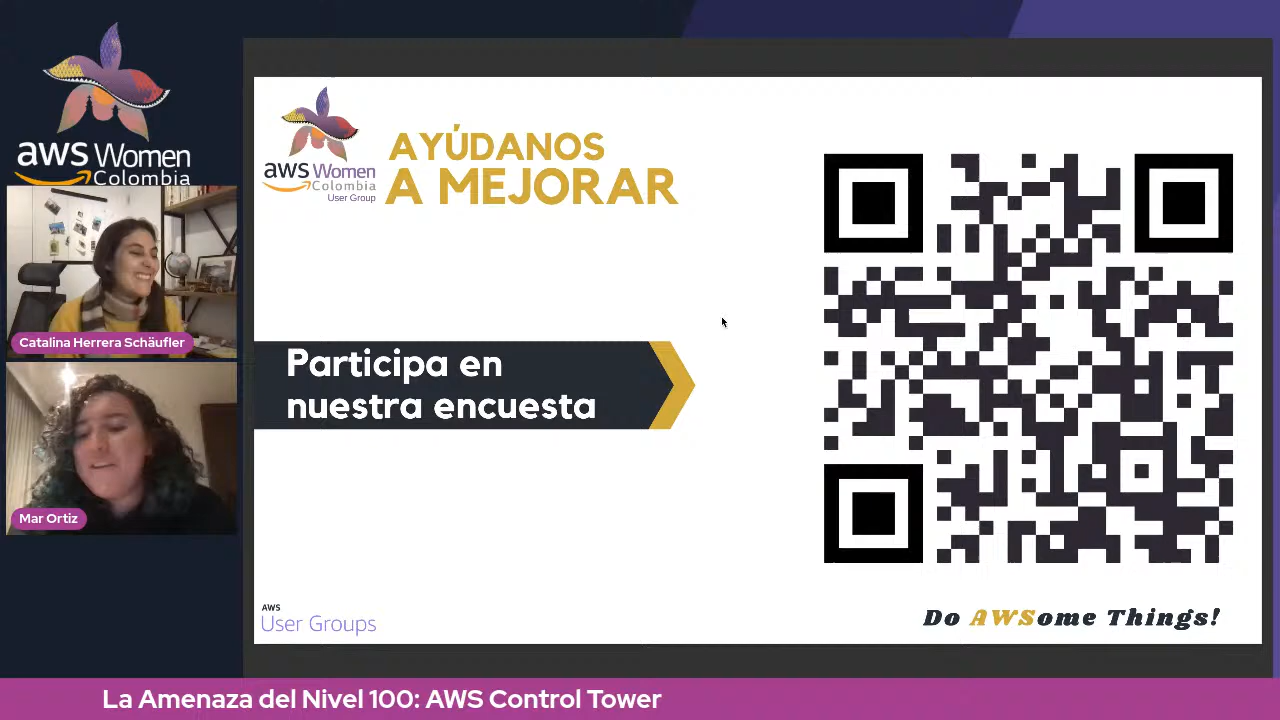 aws Women
Colombia
Catalina Herrera Schäufler
Mar Ortiz
aws Women
Colombia
User Group
AYÚDANOS
A MEJORAR
Participa en
nuestra encuesta
AWS
User Groups
Do AWSome Things!
La Amenaza del Nivel 100: AWS Control Tower